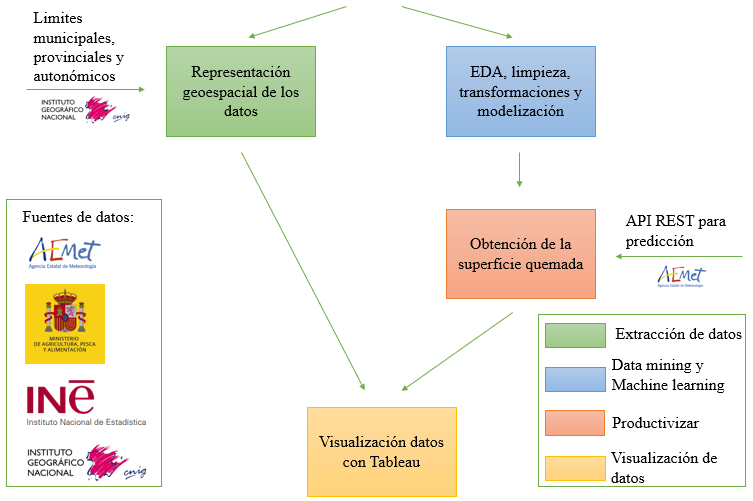 Limites
municipales,
provinciales y
autonómicos
INSTITUTO
GEOGRÁFICO
NACIONAL
cnig
Representación
geoespacial de los
datos
EDA, limpieza,
transformaciones y
modelización
Fuentes de datos:
AEMet
Agencia Estatal de Meteorología
MINISTERIO
DE AGRICULTURA, PESCA
Y ALIMENTACIÓN
INe
Instituto Nacional de Estadística
INSTITUTO
GEOGRÁFICO
NACIONAL
cnig
Obtención de la
superfície quemada
API REST para
predicción
AEMet
Agencia Estatal de Meteorología
Extracción de datos
Data mining y
Machine learning
Productivizar
Visualización de
datos
Visualización datos
con Tableau